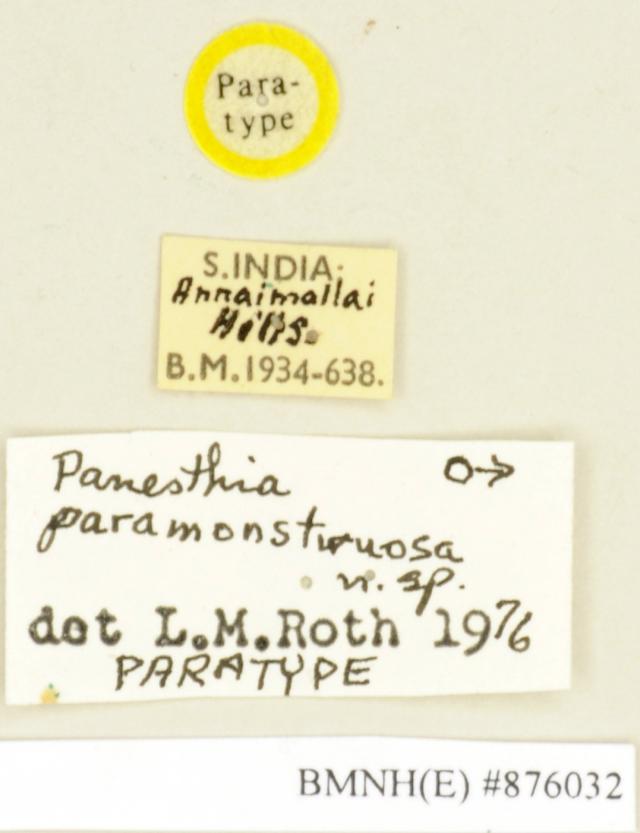 Para-
type
S.INDIA:
Annaimallai
Hills.
B.M.1934-638.
Panesthia ♂
paramonstruosa
n. sp.
det L.M.Roth 1976
PARATYPE
BMNH(E) #876032